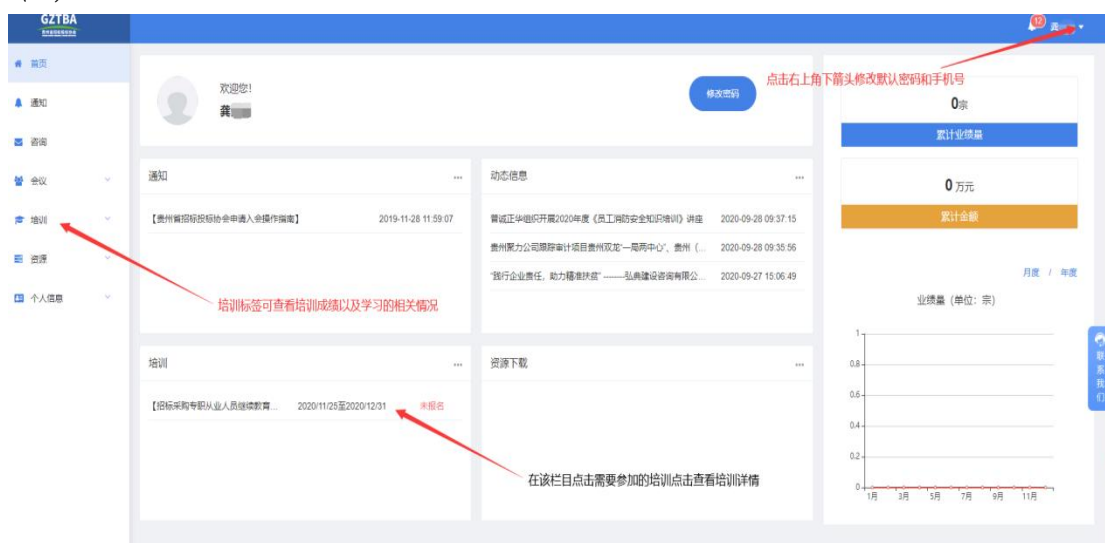 GZTBA
12
龚
首页
通知
咨询
会议
培训
资源
个人信息
欢迎您!
龚
修改密码
点击右上角下箭头修改默认密码和手机号
0宗
累计业绩量
0 万元
累计金额
通知 ...
【贵州省招标投标协会申请入会操作指南】 2019-11-28 11:59:07
动态信息 ...
管诚正华组织开展2020年度《员工消防安全知识培训》讲座 2020-09-28 09:37:15
贵州聚力公司跟踪审计项目贵州双龙“一局两中心”、贵州（... 2020-09-28 09:35:56
“践行企业责任，助力精准扶贫” --------弘典建设咨询有限公... 2020-09-27 15:06:49
培训标签可查看培训成绩以及学习的相关情况
月度 / 年度
业绩量 (单位: 宗)
1
0.8
0.6
0.4
0.2
0
1月 3月 5月 7月 9月 11月
联系我们
培训 ...
【招标采购专职从业人员继续教育... 2020/11/25至2020/12/31 未报名
资源下载 ...
在该栏目点击需要参加的培训点击查看培训详情